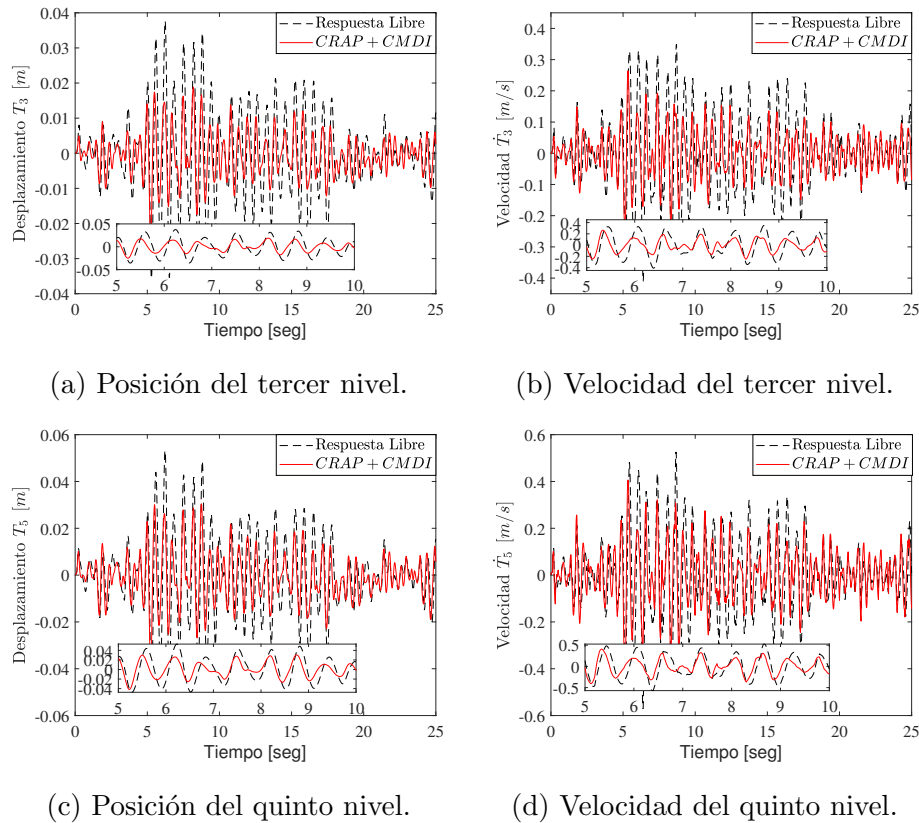 Respuesta Libre
CRAP + CMDI
Desplazamiento T₃ [m]
0.04
0.03
0.02
0.01
0
-0.01
-0.02
-0.03
-0.04
0.05
0
-0.05
5 6 7 8 9 10
0 5 10 15 20 25
Tiempo [seg]
(a) Posición del tercer nivel.
Respuesta Libre
CRAP + CMDI
Velocidad Ṫ₃ [m/s]
0.4
0.3
0.2
0.1
0
-0.1
-0.2
-0.3
-0.4
0.4
0.2
0
-0.2
-0.4
5 6 7 8 9 10
0 5 10 15 20 25
Tiempo [seg]
(b) Velocidad del tercer nivel.
Respuesta Libre
CRAP + CMDI
Desplazamiento T₅ [m]
0.06
0.04
0.02
0
-0.02
-0.04
-0.06
0.04
0.02
0
-0.02
-0.04
5 6 7 8 9 10
0 5 10 15 20 25
Tiempo [seg]
(c) Posición del quinto nivel.
Respuesta Libre
CRAP + CMDI
Velocidad Ṫ₅ [m/s]
0.6
0.4
0.2
0
-0.2
-0.4
-0.6
0.5
0
-0.5
5 6 7 8 9 10
0 5 10 15 20 25
Tiempo [seg]
(d) Velocidad del quinto nivel.